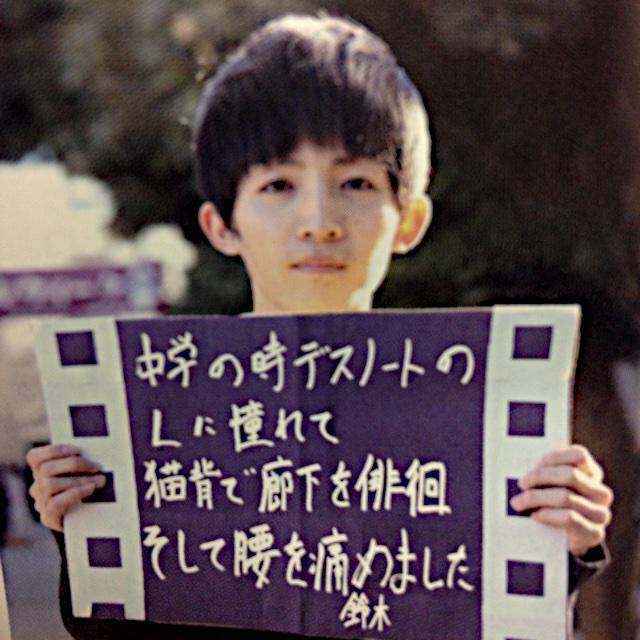 中学の時デスノートの
Lに憧れて
猫背で廊下を俳徊
そして腰を痛めました
鈴木